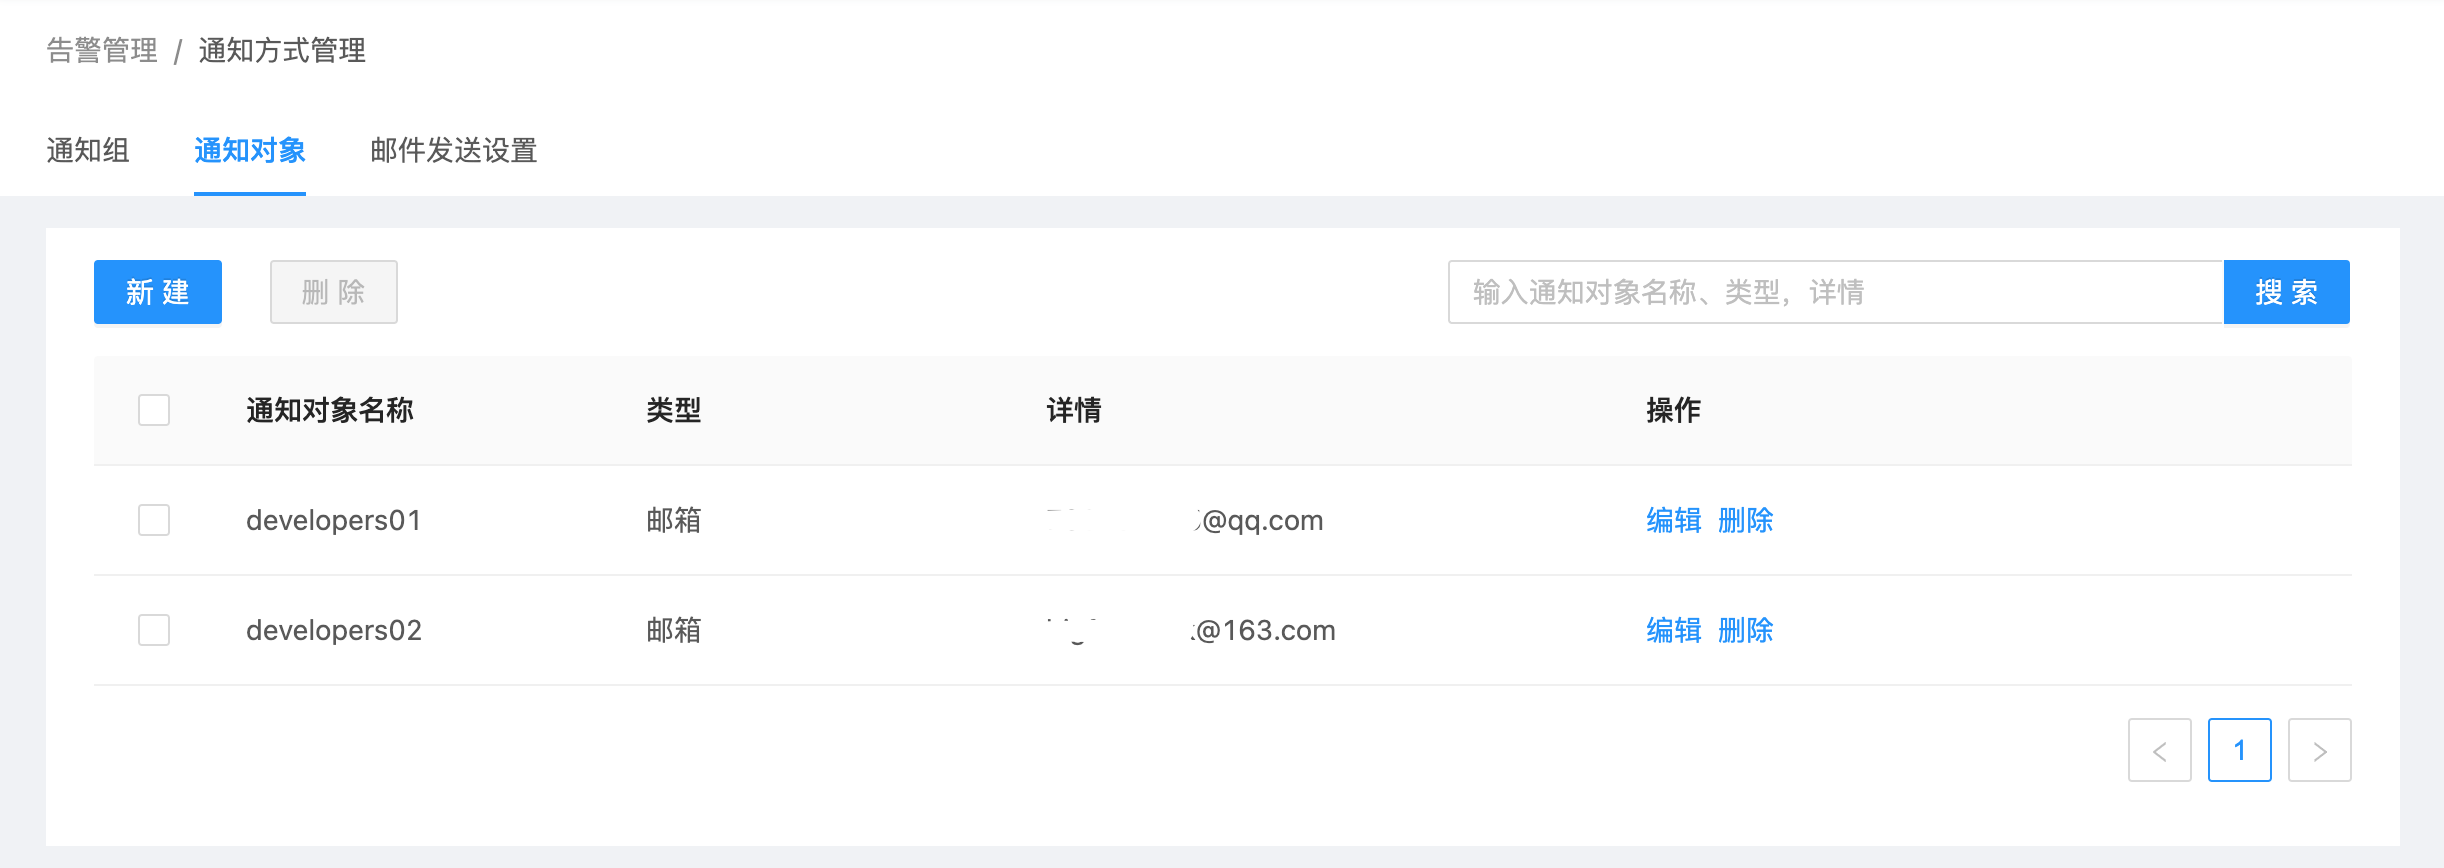 告警管理 / 通知方式管理
通知组 通知对象 邮件发送设置
新 建 删 除 输入通知对象名称、类型，详情 搜 索
通知对象名称 类型 详情 操作
developers01 邮箱 @qq.com 编辑 删除
developers02 邮箱 @163.com 编辑 删除
< 1 >